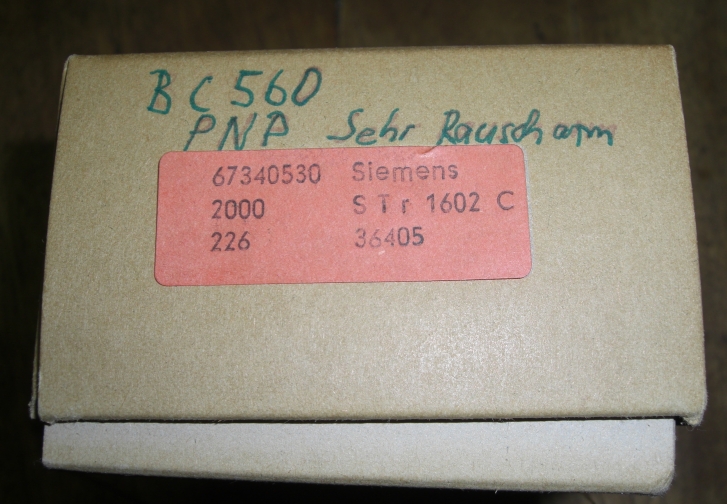 BC560
PNP Sehr Rauscharm
67340530 Siemens
2000 STr 1602 C
226 36405